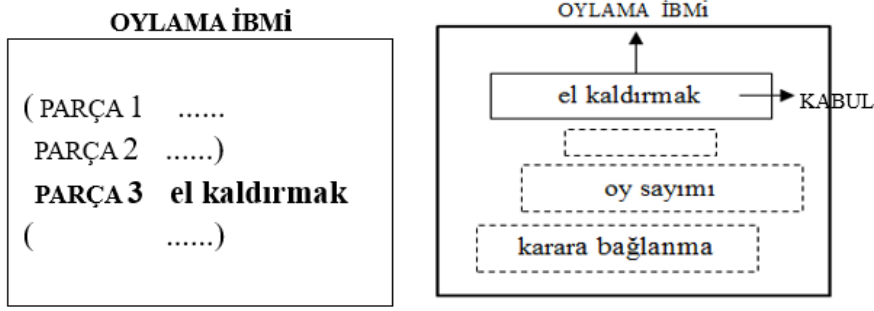 OYLAMA İBMi
( PARÇA 1 ......
PARÇA 2 ......)
PARÇA 3 el kaldırmak
( ......)
OYLAMA İBMi
el kaldırmak
KABUL
oy sayımı
karara bağlanma